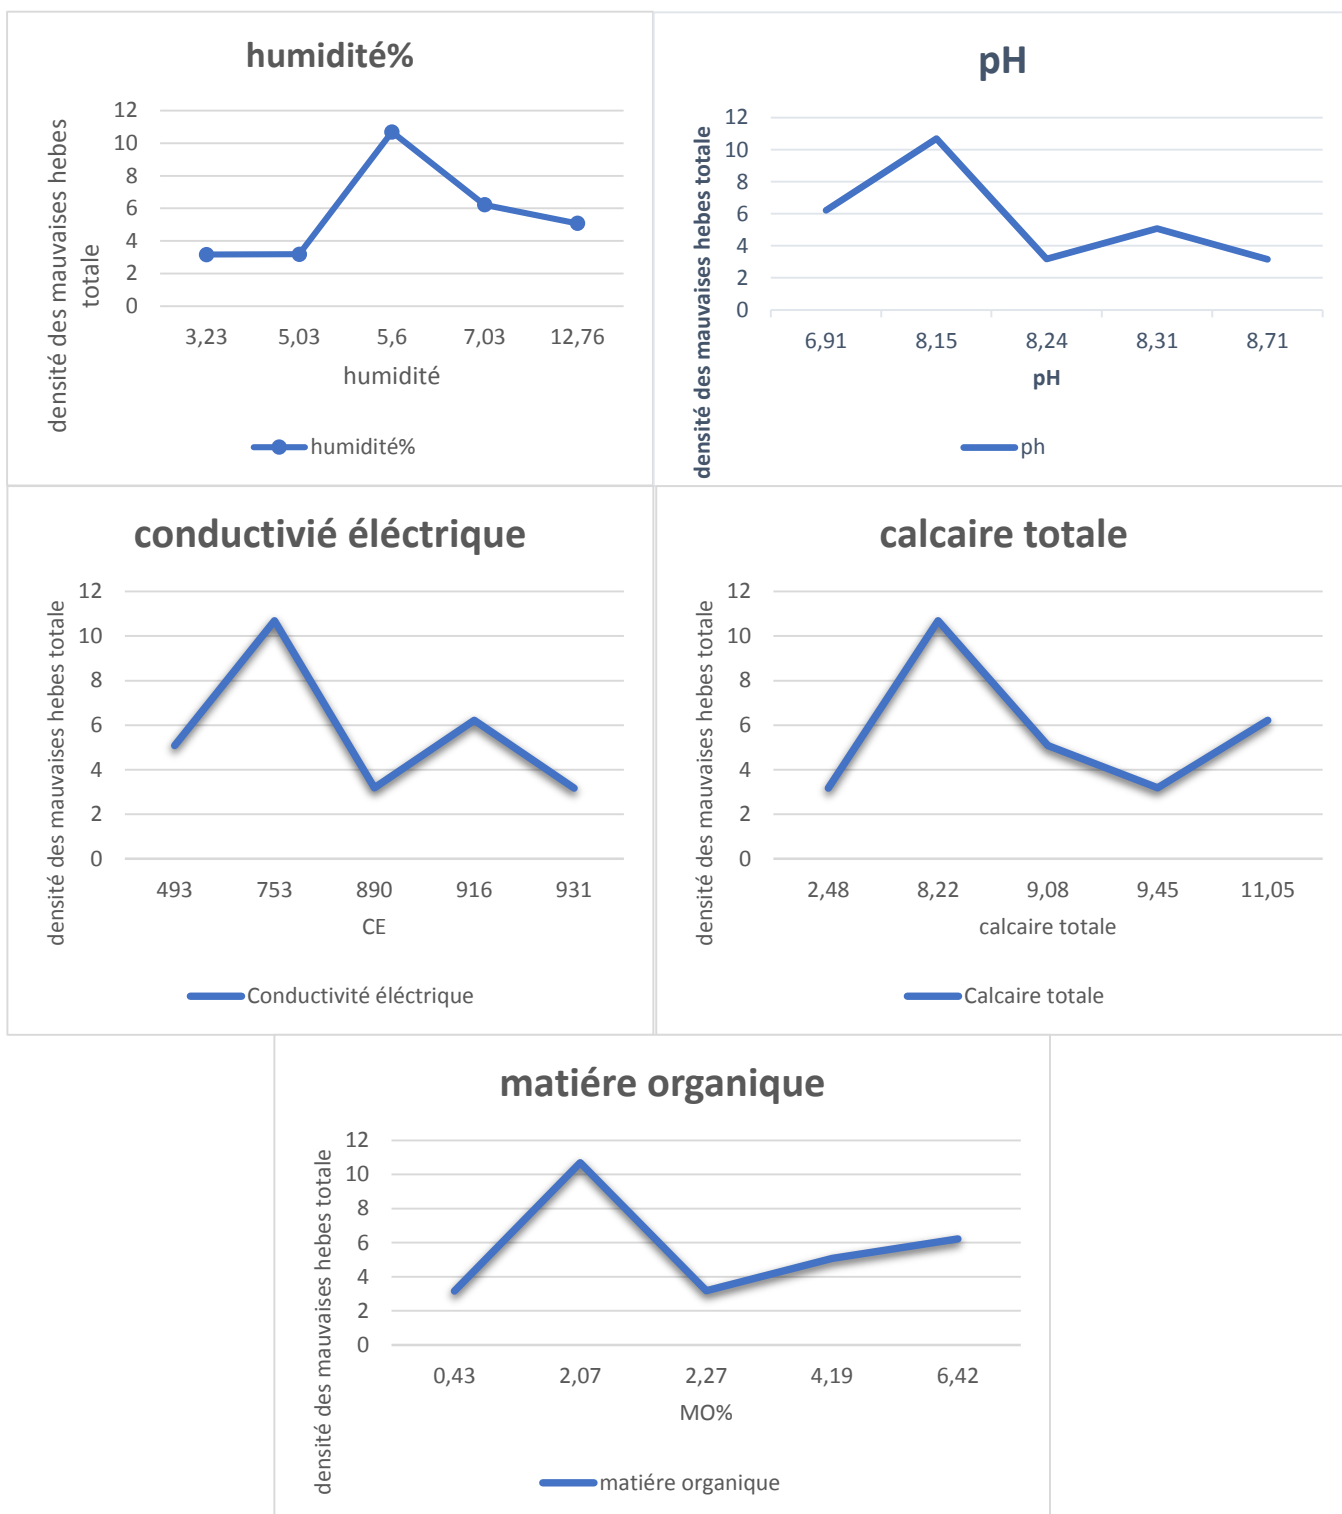 humidité%
densité des mauvaises hebes
totale
12
10
8
6
4
2
0
3,23 5,03 5,6 7,03 12,76
humidité
humidité%
pH
densité des mauvaises hebes totale
12
10
8
6
4
2
0
6,91 8,15 8,24 8,31 8,71
pH
ph
conductivié éléctrique
densité des mauvaises hebes totale
12
10
8
6
4
2
0
493 753 890 916 931
CE
Conductivité éléctrique
calcaire totale
densité des mauvaises hebes totale
12
10
8
6
4
2
0
2,48 8,22 9,08 9,45 11,05
calcaire totale
Calcaire totale
matiére organique
densité des mauvaises hebes totale
12
10
8
6
4
2
0
0,43 2,07 2,27 4,19 6,42
MO%
matiére organique